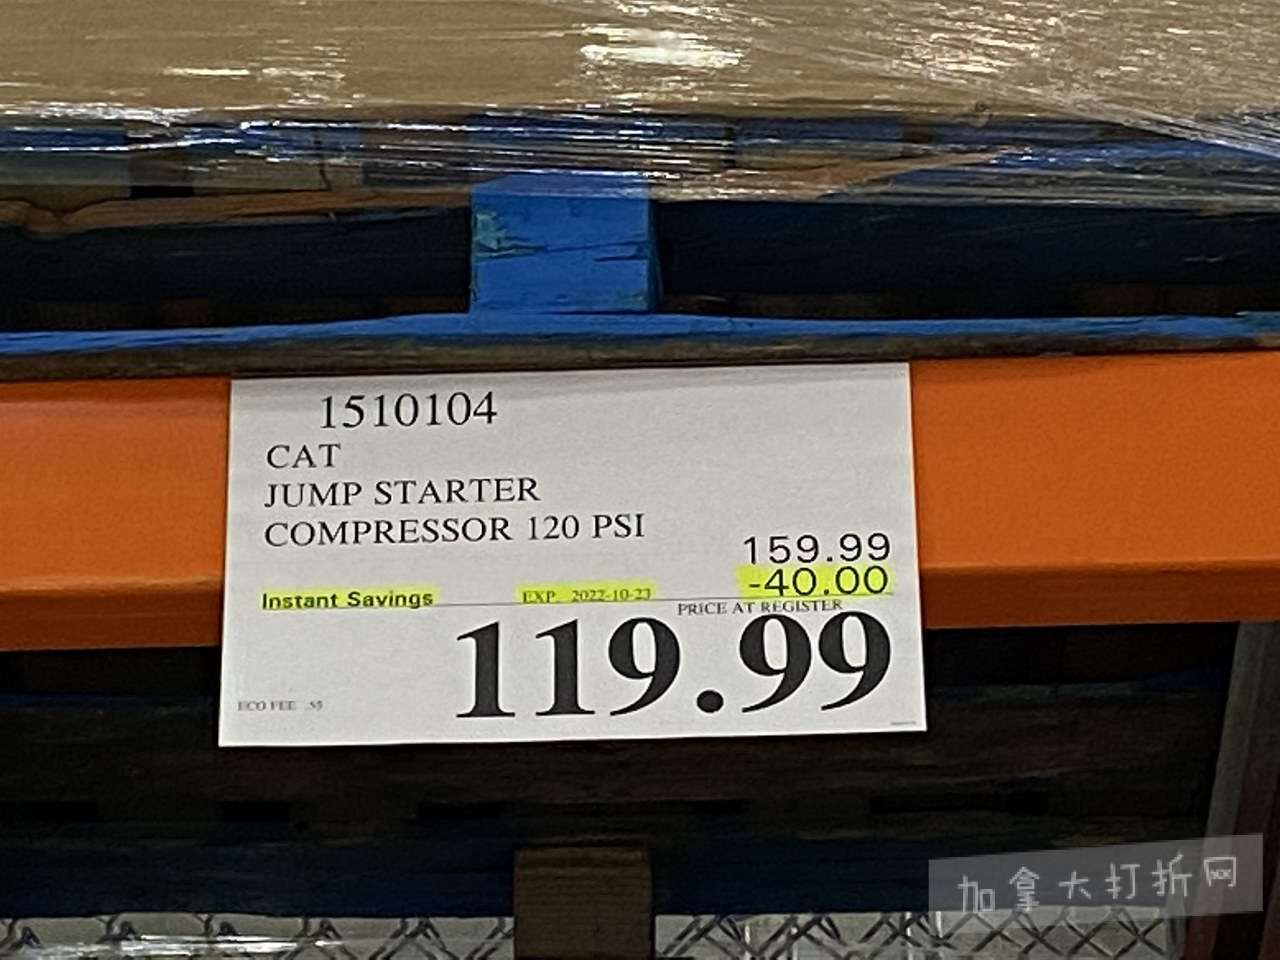 1510104
CAT
JUMP STARTER
COMPRESSOR 120 PSI
159.99
-40.00
Instant Savings EXP. 2022-10-23
PRICE AT REGISTER
119.99
ECO FEE
加拿大打折网